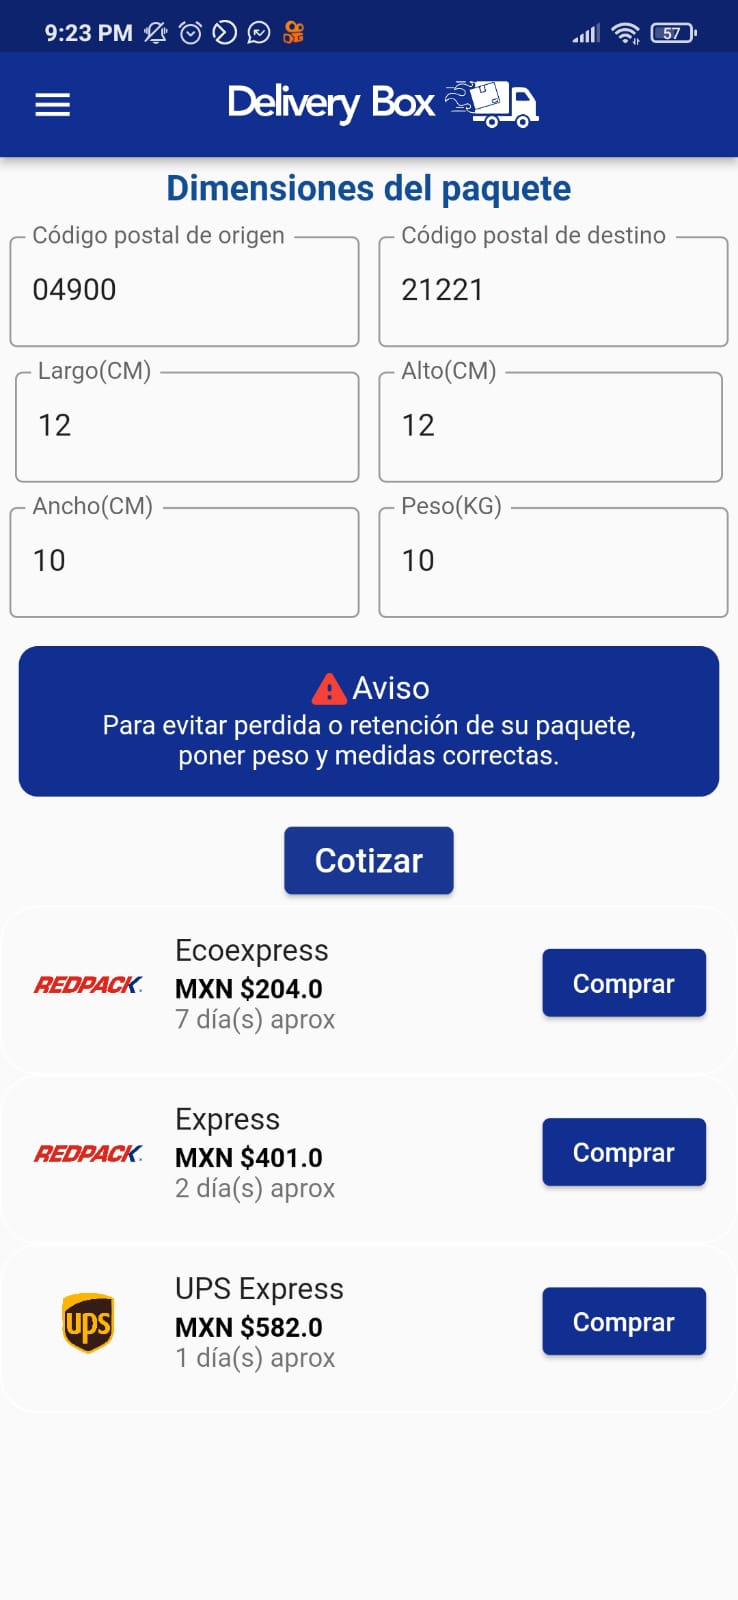 9:23 PM 57
Delivery Box
Dimensiones del paquete
Código postal de origen Código postal de destino
04900 21221
Largo(CM) Alto(CM)
12 12
Ancho(CM) Peso(KG)
10 10
Aviso
Para evitar perdida o retención de su paquete,
poner peso y medidas correctas.
Cotizar
Ecoexpress
REDPACK MXN $204.0 Comprar
7 día(s) aprox
Express
REDPACK MXN $401.0 Comprar
2 día(s) aprox
UPS Express
ups MXN $582.0 Comprar
1 día(s) aprox